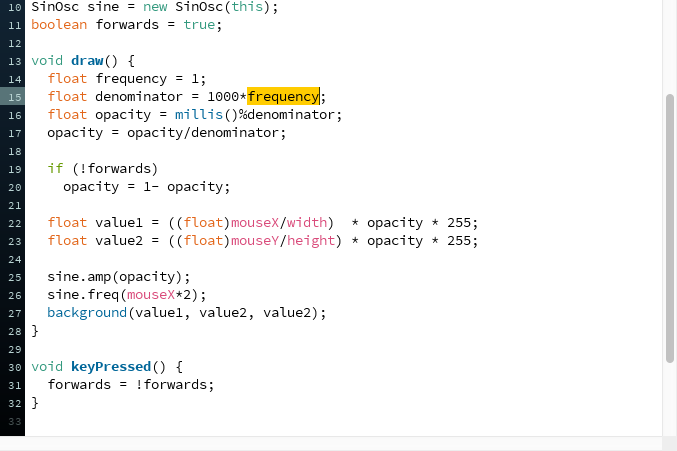 10 SinOsc sine = new SinOsc(this);
11 boolean forwards = true;
12
13 void draw() {
14   float frequency = 1;
15   float denominator = 1000*frequency;
16   float opacity = millis()%denominator;
17   opacity = opacity/denominator;
18
19   if (!forwards)
20     opacity = 1- opacity;
21
22   float value1 = ((float)mouseX/width)  * opacity * 255;
23   float value2 = ((float)mouseY/height) * opacity * 255;
24
25   sine.amp(opacity);
26   sine.freq(mouseX*2);
27   background(value1, value2, value2);
28 }
29
30 void keyPressed() {
31   forwards = !forwards;
32 }
33